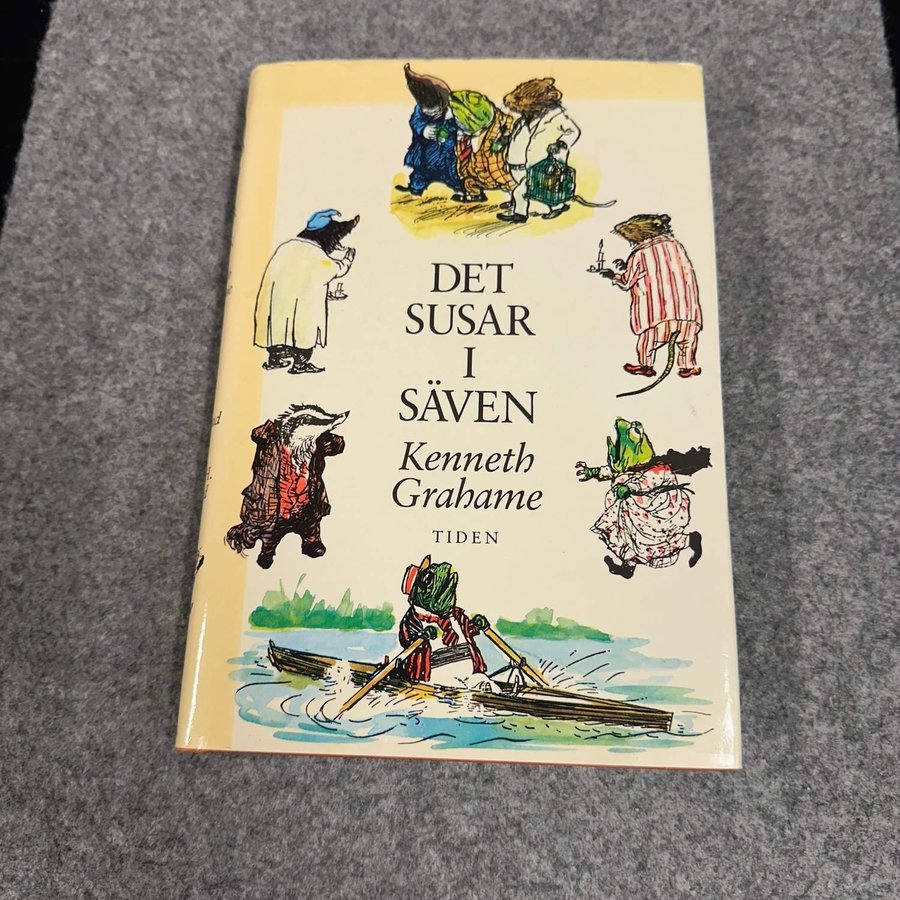 DET
SUSAR
I
SÄVEN
Kenneth
Grahame
TIDEN